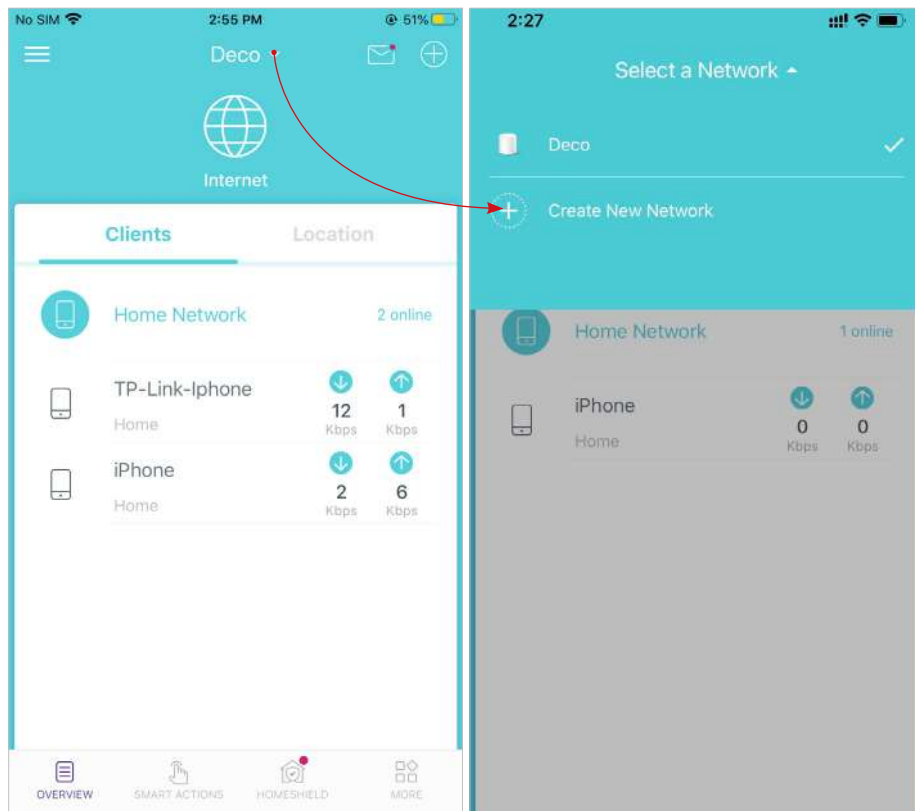 No SIM 2:55 PM 51%
Deco
Internet
Clients Location
Home Network 2 online
TP-Link-Iphone
12 1
Home Kbps Kbps
iPhone
2 6
Home Kbps Kbps
OVERVIEW SMART ACTIONS HOMESHIELD MORE
2:27
Select a Network
Deco
Create New Network
Home Network 1 online
iPhone
0 0
Home Kbps Kbps